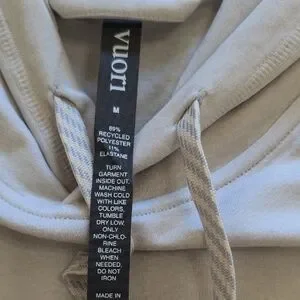 vuori
M
89%
RECYCLED
POLYESTER
11%
ELASTANE
TURN
GARMENT
INSIDE OUT.
MACHINE
WASH COLD
WITH LIKE
COLORS,
TUMBLE
DRY LOW,
ONLY
NON-CHLO-
RINE
BLEACH
WHEN
NEEDED,
DO NOT
IRON
MADE IN